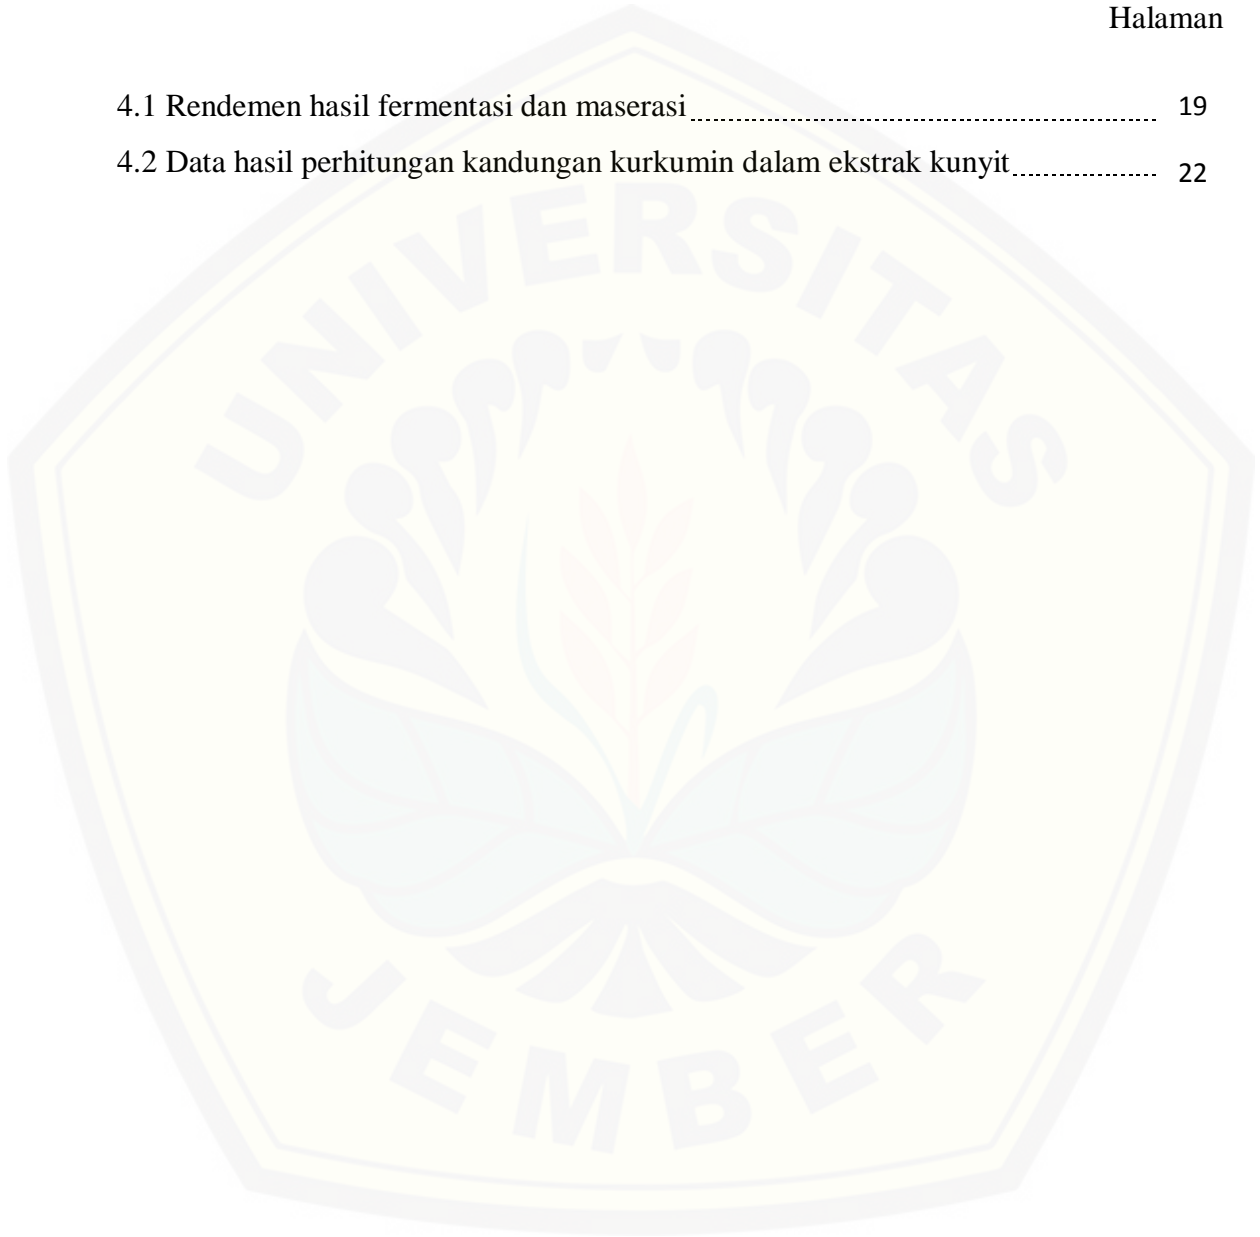 Halaman
4.1 Rendemen hasil fermentasi dan maserasi 19
4.2 Data hasil perhitungan kandungan kurkumin dalam ekstrak kunyit 22
UNIVERSITAS
JEMBER